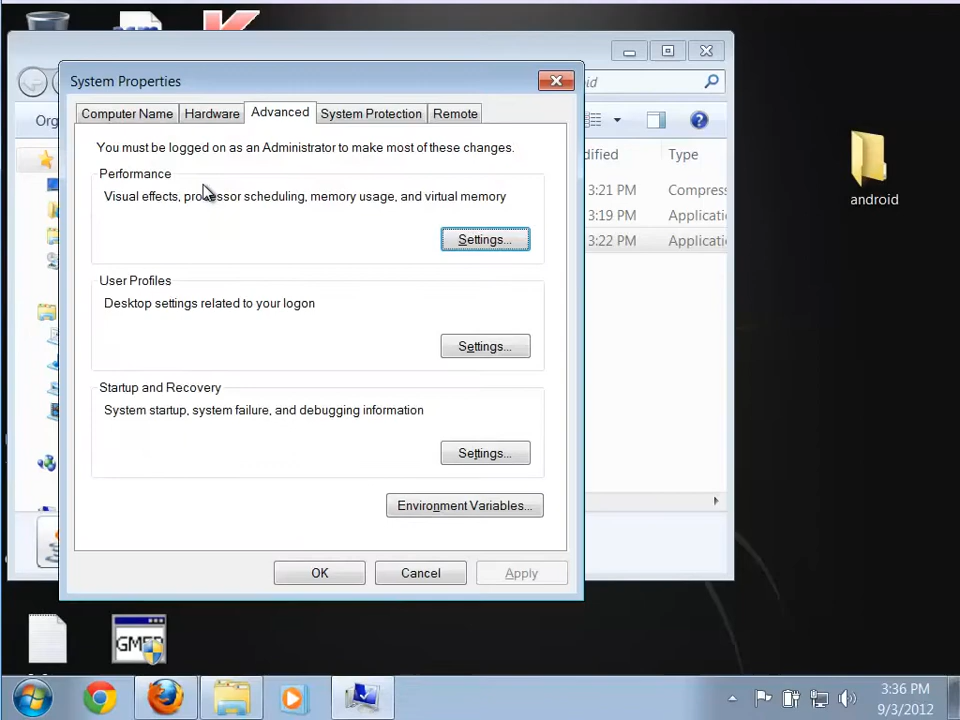 System Properties
oid
Computer Name
Hardware
Advanced
System Protection
Remote
Org
dified
Type
You must be logged on as an Administrator to make most of these changes.
Performance
Visual effects, processor scheduling, memory usage, and virtual memory
Settings...
3:21 PM
Compress
3:19 PM
Applicatio
3:22 PM
Applicatio
android
User Profiles
Desktop settings related to your logon
Settings...
Startup and Recovery
System startup, system failure, and debugging information
Settings...
Environment Variables...
OK
Cancel
Apply
GMER
3:36 PM
9/3/2012